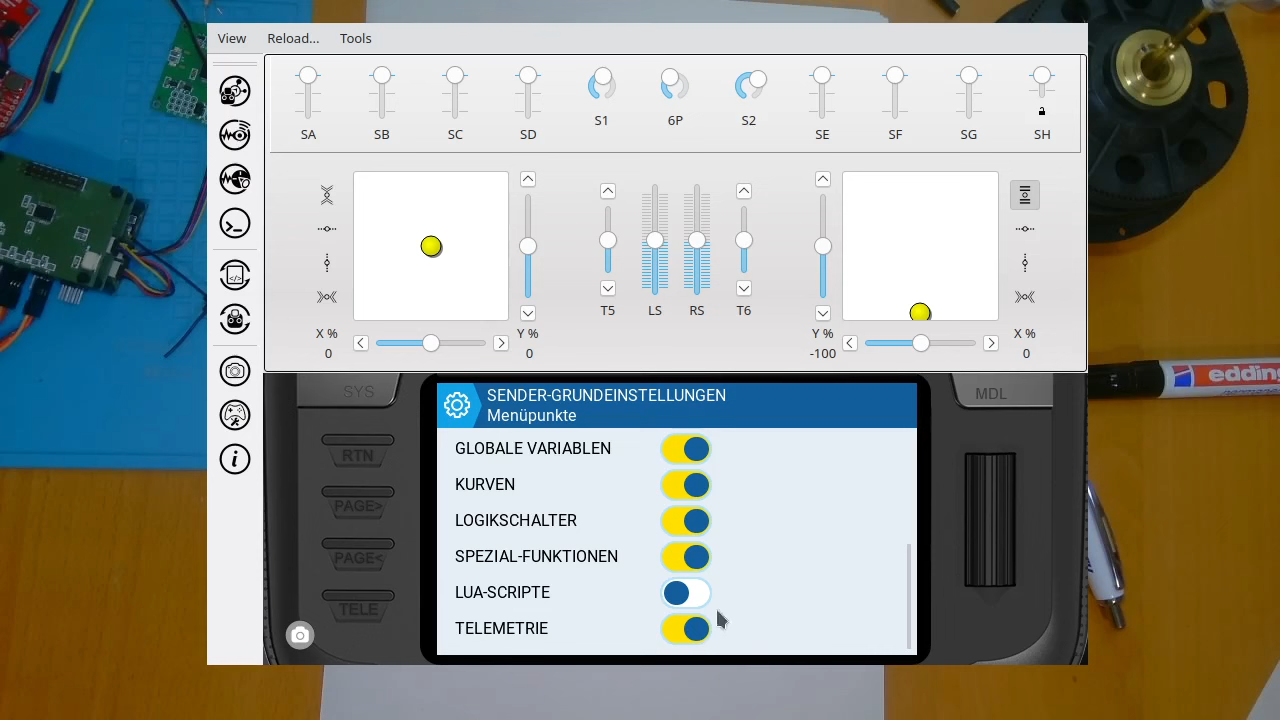 View Reload... Tools
SA SB SC SD S1 6P S2 SE SF SG SH
T5 LS RS T6
X % Y % Y % X %
0 0 -100 0
SYS MDL
RTN
PAGE>
PAGE<
TELE
SENDER-GRUNDEINSTELLUNGEN
Menüpunkte
GLOBALE VARIABLEN
KURVEN
LOGIKSCHALTER
SPEZIAL-FUNKTIONEN
LUA-SCRIPTE
TELEMETRIE
edding